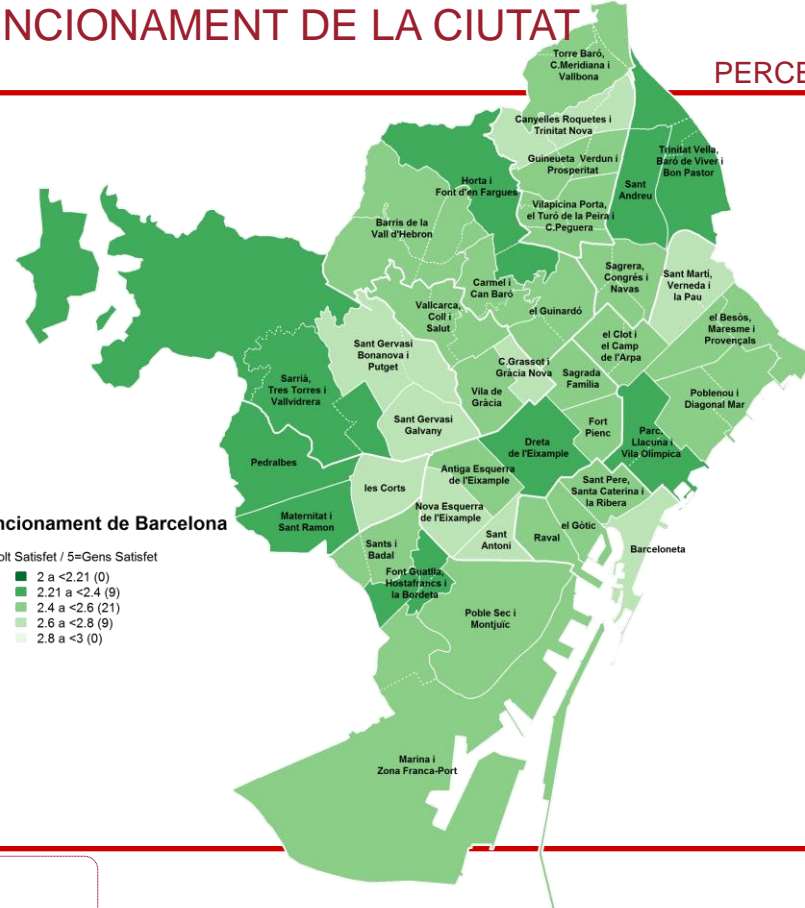 NCIONAMENT DE LA CIUTAT
PERCE
Torre Baró,
C.Meridiana i
Vallbona
Canyelles Roquetes i
Trinitat Nova
Guineueta Verdun i
Prosperitat
Trinitat Vella,
Baró de Viver i
Bon Pastor
Sant
Andreu
Horta i
Font d'en Fargues
Vilapicina Porta,
el Turó de la Peira i
C.Peguera
Barris de la
Vall d'Hebron
Sagrera,
Congrés i
Navas
Sant Martí,
Verneda i
la Pau
Carmel i
Can Baró
Vallcarca,
Coll i
Salut
el Guinardó
el Besòs,
Maresme i
Provençals
el Clot i
el Camp
de l'Arpa
Sant Gervasi
Bonanova i
Putget
C.Grassot i
Gràcia Nova
Sagrada
Família
Sarrià,
Tres Torres i
Vallvidrera
Vila de
Gràcia
Poblenou i
Diagonal Mar
Sant Gervasi
Galvany
Fort
Pienc
Parc,
Llacuna i
Vila Olímpica
Dreta
de l'Eixample
Pedralbes
Antiga Esquerra
de l'Eixample
Sant Pere,
Santa Caterina i
la Ribera
les Corts
Nova Esquerra
de l'Eixample
Maternitat i
Sant Ramon
el Gòtic
Sant
Antoni
Raval
Sants i
Badal
Barceloneta
Font Guatlla,
Hostafrancs i
la Bordeta
Poble Sec i
Montjuïc
Marina i
Zona Franca-Port
ncionament de Barcelona
olt Satisfet / 5=Gens Satisfet
2 a <2.21 (0)
2.21 a <2.4 (9)
2.4 a <2.6 (21)
2.6 a <2.8 (9)
2.8 a <3 (0)